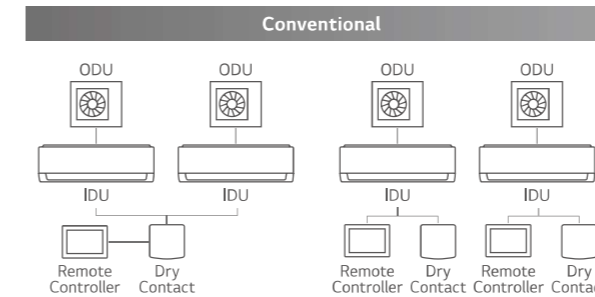 Conventional
ODU ODU ODU ODU
IDU IDU IDU IDU
Remote Dry Remote Dry Remote Dry
Controller Contact Controller Contact Controller